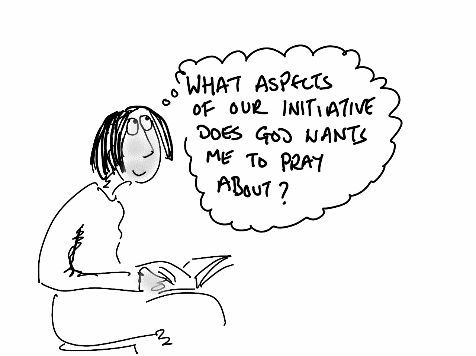 WHAT ASPECTS
OF OUR INITIATIVE
DOES GOD WANTS
ME TO PRAY
ABOUT?